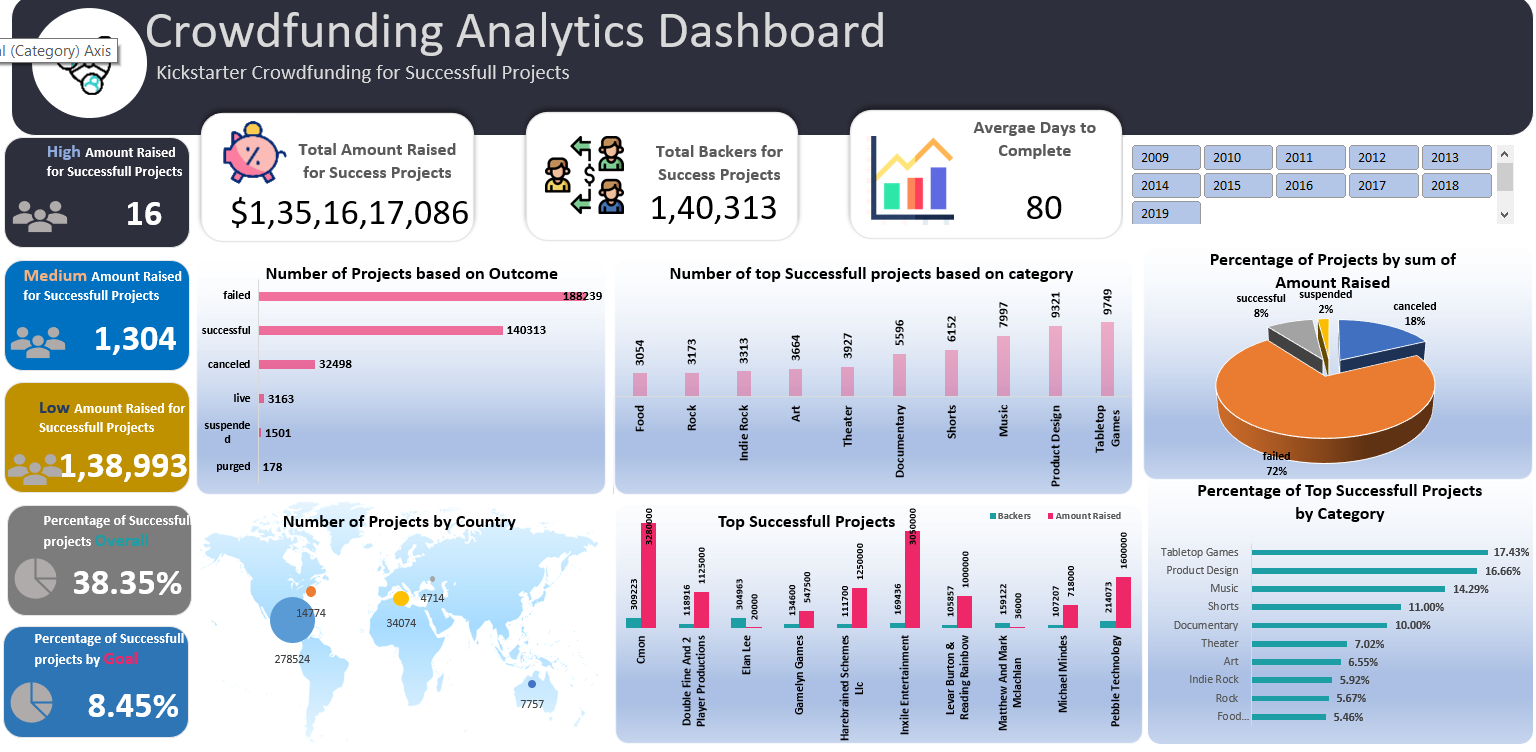 Crowdfunding Analytics Dashboard
Kickstarter Crowdfunding for Successfull Projects
l (Category) Axis
High Amount Raised
for Successfull Projects
16
Total Amount Raised
for Success Projects
$1,35,16,17,086
Total Backers for
Success Projects
1,40,313
Avergae Days to
Complete
80
2009 2010 2011 2012 2013
2014 2015 2016 2017 2018
2019
Medium Amount Raised
for Successfull Projects
1,304
Low Amount Raised for
Successfull Projects
1,38,993
Percentage of Successful
projects Overall
38.35%
Percentage of Successfull
projects by Goal
8.45%
Number of Projects based on Outcome
failed 188239
successful 140313
canceled 32498
live 3163
suspende
d 1501
purged 178
Number of top Successfull projects based on category
3054 3173 3313 3664 3927 5596 6152 7997 9321 9749
Food
Rock
Indie Rock
Art
Theater
Documentary
Shorts
Music
Product Design
Tabletop
Games
Percentage of Projects by sum of
Amount Raised
successful
8%
suspended
2%
canceled
18%
failed
72%
Number of Projects by Country
14774
4714
34074
278524
7757
Top Successfull Projects
Backers Amount Raised
309223 3280000
118916 1125000
304963 20000
134600 547500
111700 1250000
169436 3050000
105857 1000000
159122 36000
107207 718000
214073 1600000
Cmon
Double Fine And 2
Player Productions
Elan Lee
Gamelyn Games
Harebrained Schemes
Llc
Inxile Entertainment
Levar Burton &
Reading Rainbow
Matthew And Mark
Mclachlan
Michael Mindes
Pebble Technology
Percentage of Top Successfull Projects
by Category
Tabletop Games 17.43%
Product Design 16.66%
Music 14.29%
Shorts 11.00%
Documentary 10.00%
Theater 7.02%
Art 6.55%
Indie Rock 5.92%
Rock 5.67%
Food... 5.46%